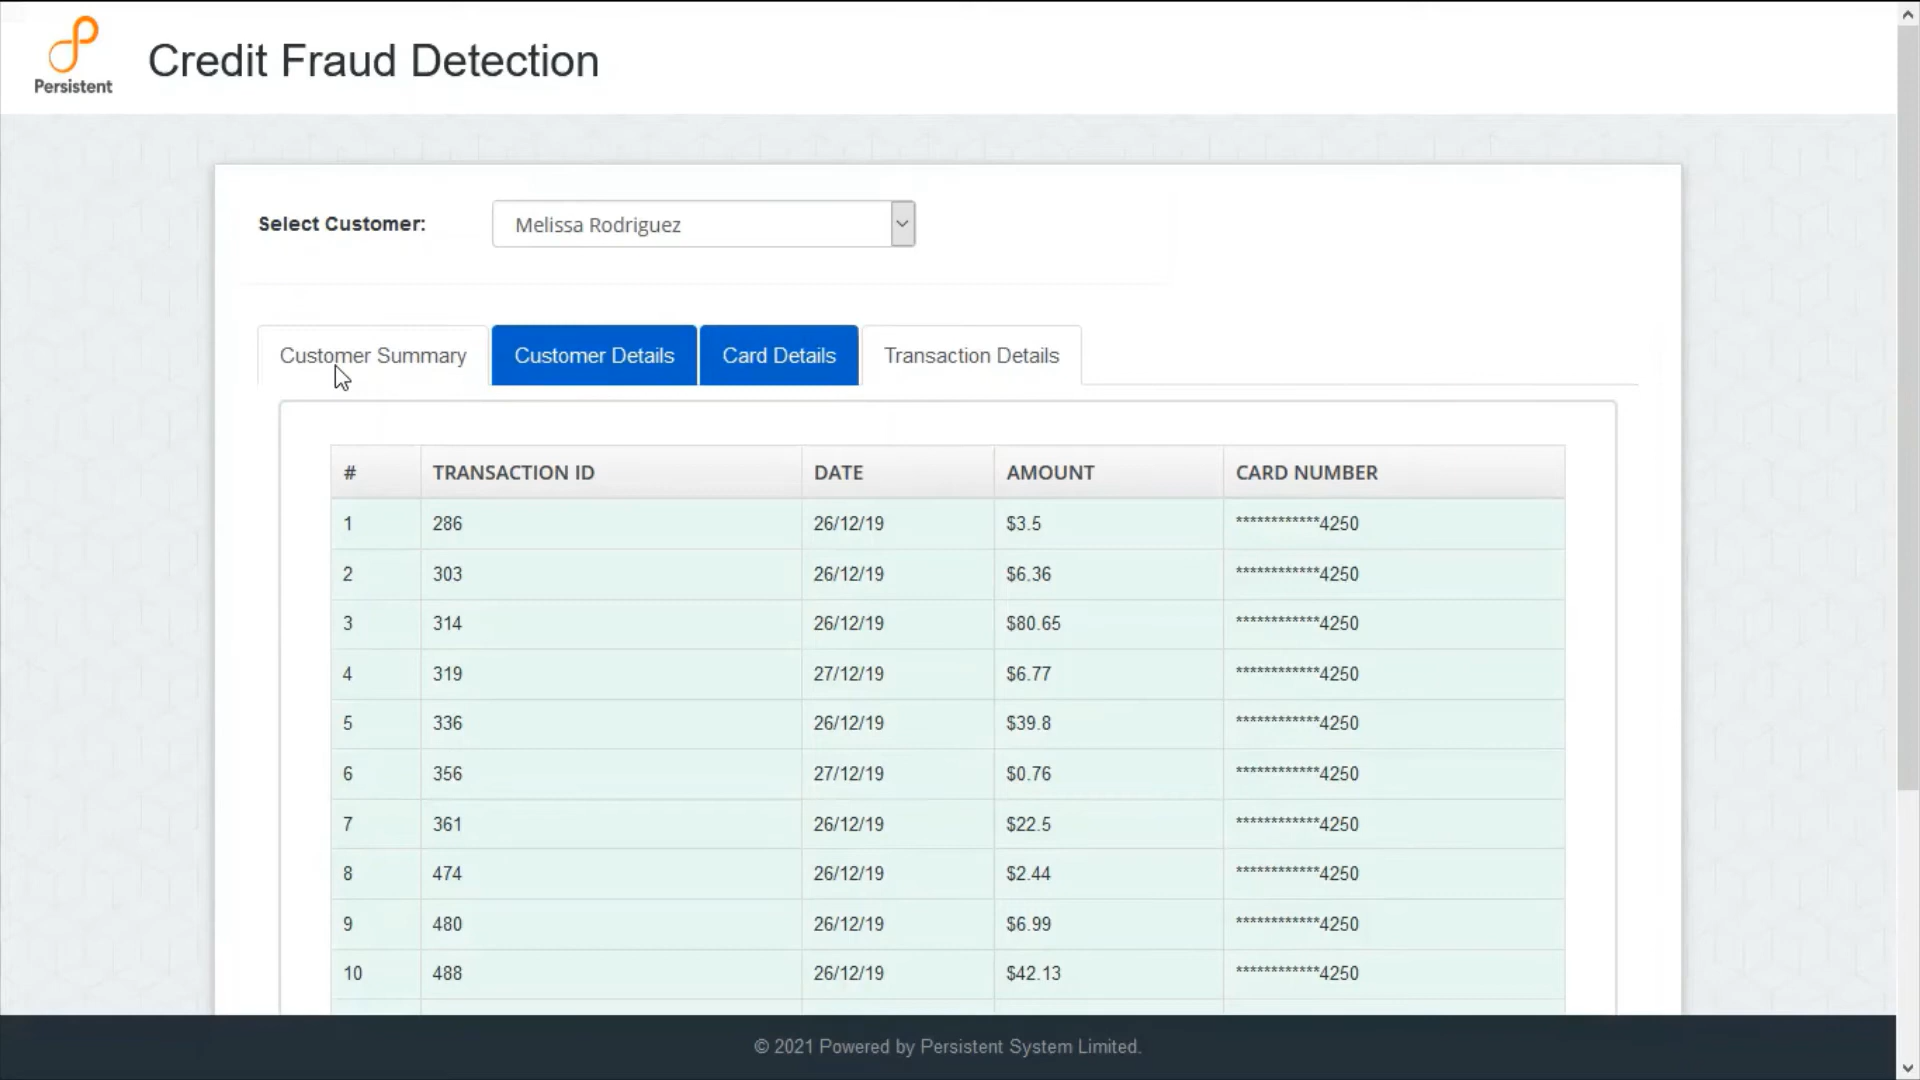 Persistent
Credit Fraud Detection
Select Customer: Melissa Rodriguez
Customer Summary Customer Details Card Details Transaction Details
# TRANSACTION ID DATE AMOUNT CARD NUMBER
1 286 26/12/19 $3.5 ************4250
2 303 26/12/19 $6.36 ************4250
3 314 26/12/19 $80.65 ************4250
4 319 27/12/19 $6.77 ************4250
5 336 26/12/19 $39.8 ************4250
6 356 27/12/19 $0.76 ************4250
7 361 26/12/19 $22.5 ************4250
8 474 26/12/19 $2.44 ************4250
9 480 26/12/19 $6.99 ************4250
10 488 26/12/19 $42.13 ************4250
© 2021 Powered by Persistent System Limited.